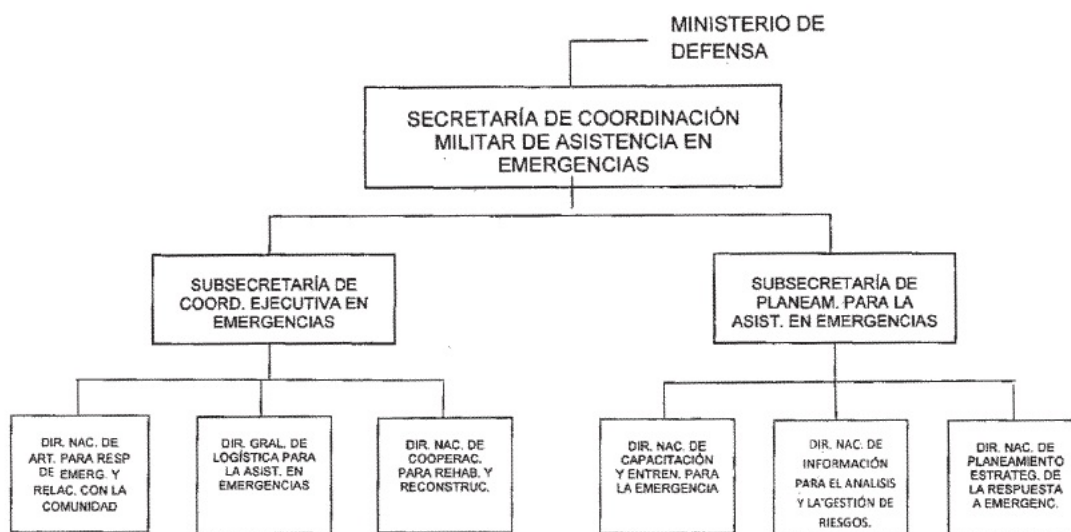 MINISTERIO DE
DEFENSA
SECRETARÍA DE COORDINACIÓN
MILITAR DE ASISTENCIA EN
EMERGENCIAS
SUBSECRETARÍA DE
COORD. EJECUTIVA EN
EMERGENCIAS
SUBSECRETARÍA DE
PLANEAM. PARA LA
ASIST. EN EMERGENCIAS
DIR. NAC. DE
ART. PARA RESP
DE EMERG. Y
RELAC. CON LA
COMUNIDAD
DIR. GRAL. DE
LOGÍSTICA PARA
LA ASIST. EN
EMERGENCIAS
DIR. NAC. DE
COOPERAC.
PARA REHAB. Y
RECONSTRUC.
DIR. NAC. DE
CAPACITACIÓN
Y ENTREN. PARA
LA EMERGENCIA
DIR. NAC. DE
INFORMACIÓN
PARA EL ANALISIS
Y LA GESTIÓN DE
RIESGOS.
DIR. NAC. DE
PLANEAMIENTO
ESTRATEG. DE
LA RESPUESTA
A EMERGENC.